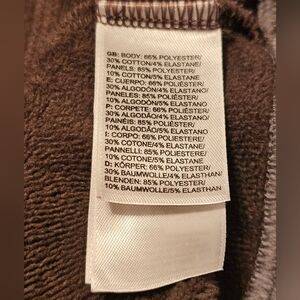 GB: BODY: 66% POLYESTER/
30% COTTON/4% ELASTANE
PANELS: 85% POLYESTER/
10% COTTON/5% ELASTANE
E: CUERPO: 66% POLIÉSTER/
30% ALGODÓN/4% ELASTANO
PANELES: 85% POLIÉSTER/
10% ALGODÓN/5% ELASTANO
P: CORPETE: 66% POLIÉSTER/
30% ALGODÃO/4% ELASTANO
PAINÉIS: 85% POLIÉSTER/
10% ALGODÃO/5% ELASTANO
I: CORPO: 66% POLIESTERE/
30% COTONE/4% ELASTANE/
PANNELLI: 85% POLIESTERE/
10% COTONE/5% ELASTANE
D: KÖRPER: 66% POLYESTER/
30% BAUMWOLLE/4% ELASTHAN/
BLENDEN: 85% POLYESTER/
10% BAUMWOLLE/5% ELASTHAN